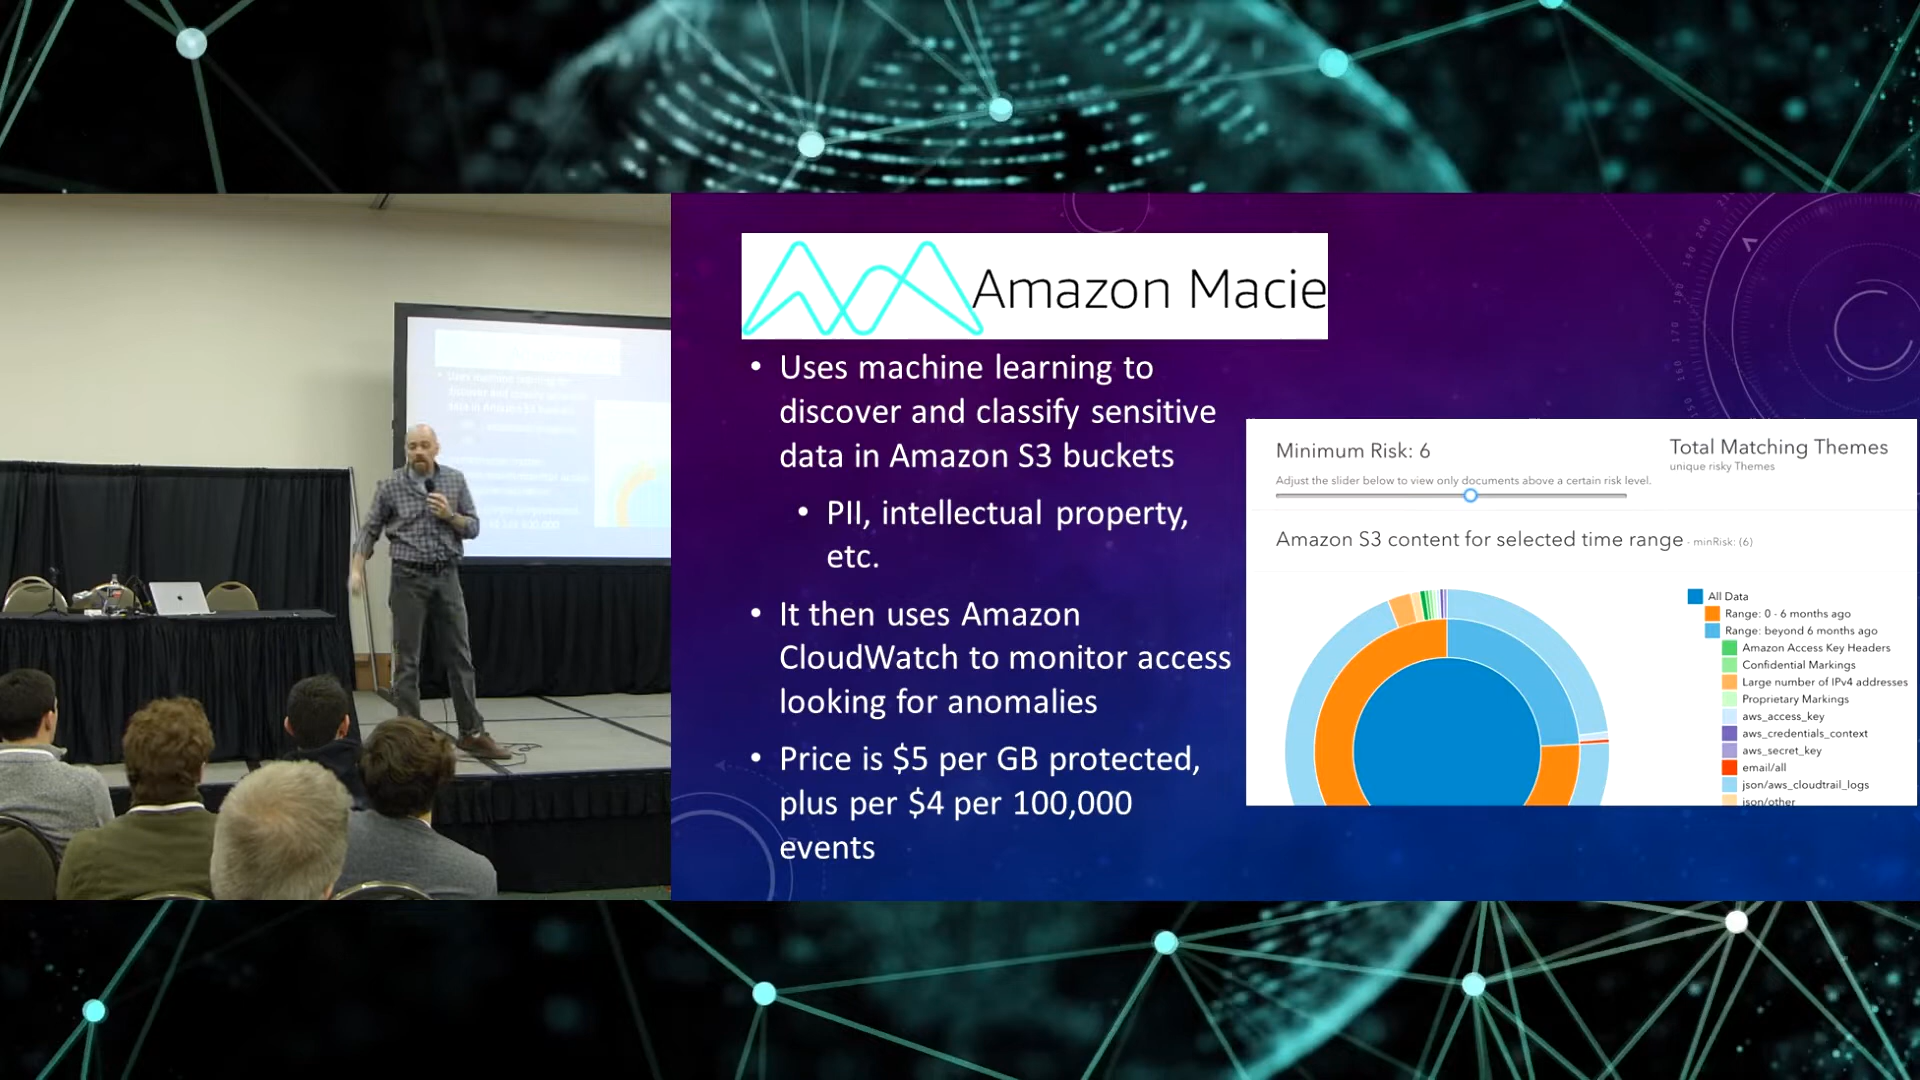 Amazon Macie
• Uses machine learning to
discover and classify sensitive
data in Amazon S3 buckets
• PII, intellectual property,
etc.
• It then uses Amazon
CloudWatch to monitor access
looking for anomalies
• Price is $5 per GB protected,
plus per $4 per 100,000
events
Minimum Risk: 6
Adjust the slider below to view only documents above a certain risk level.
Total Matching Themes
unique risky Themes
Amazon S3 content for selected time range - minRisk: (6)
All Data
Range: 0 - 6 months ago
Range: beyond 6 months ago
Amazon Access Key Headers
Confidential Markings
Large number of IPv4 addresses
Proprietary Markings
aws_access_key
aws_credentials_context
aws_secret_key
email/all
json/aws_cloudtrail_logs
json/other